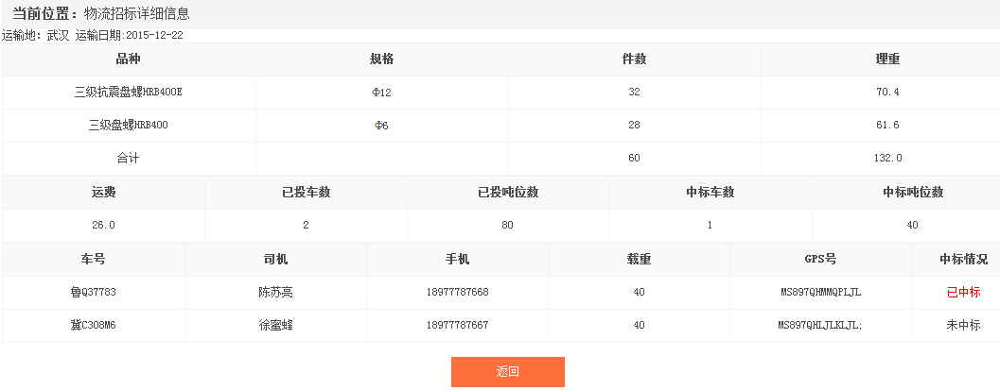 当前位置：物流招标详细信息
运输地：武汉 运输日期:2015-12-22
品种 规格 件数 理重
三级抗震盘螺HRB400E Φ12 32 70.4
三级盘螺HRB400 Φ6 28 61.6
合计 60 132.0
运费 已投车数 已投吨位数 中标车数 中标吨位数
26.0 2 80 1 40
车号 司机 手机 载重 GPS号 中标情况
鲁Q37783 陈苏亮 18977787668 40 MS897QHMMQPLJL 已中标
冀C308M6 徐蜜蜂 18977787667 40 MS897QHLJLKLJL; 未中标
返回